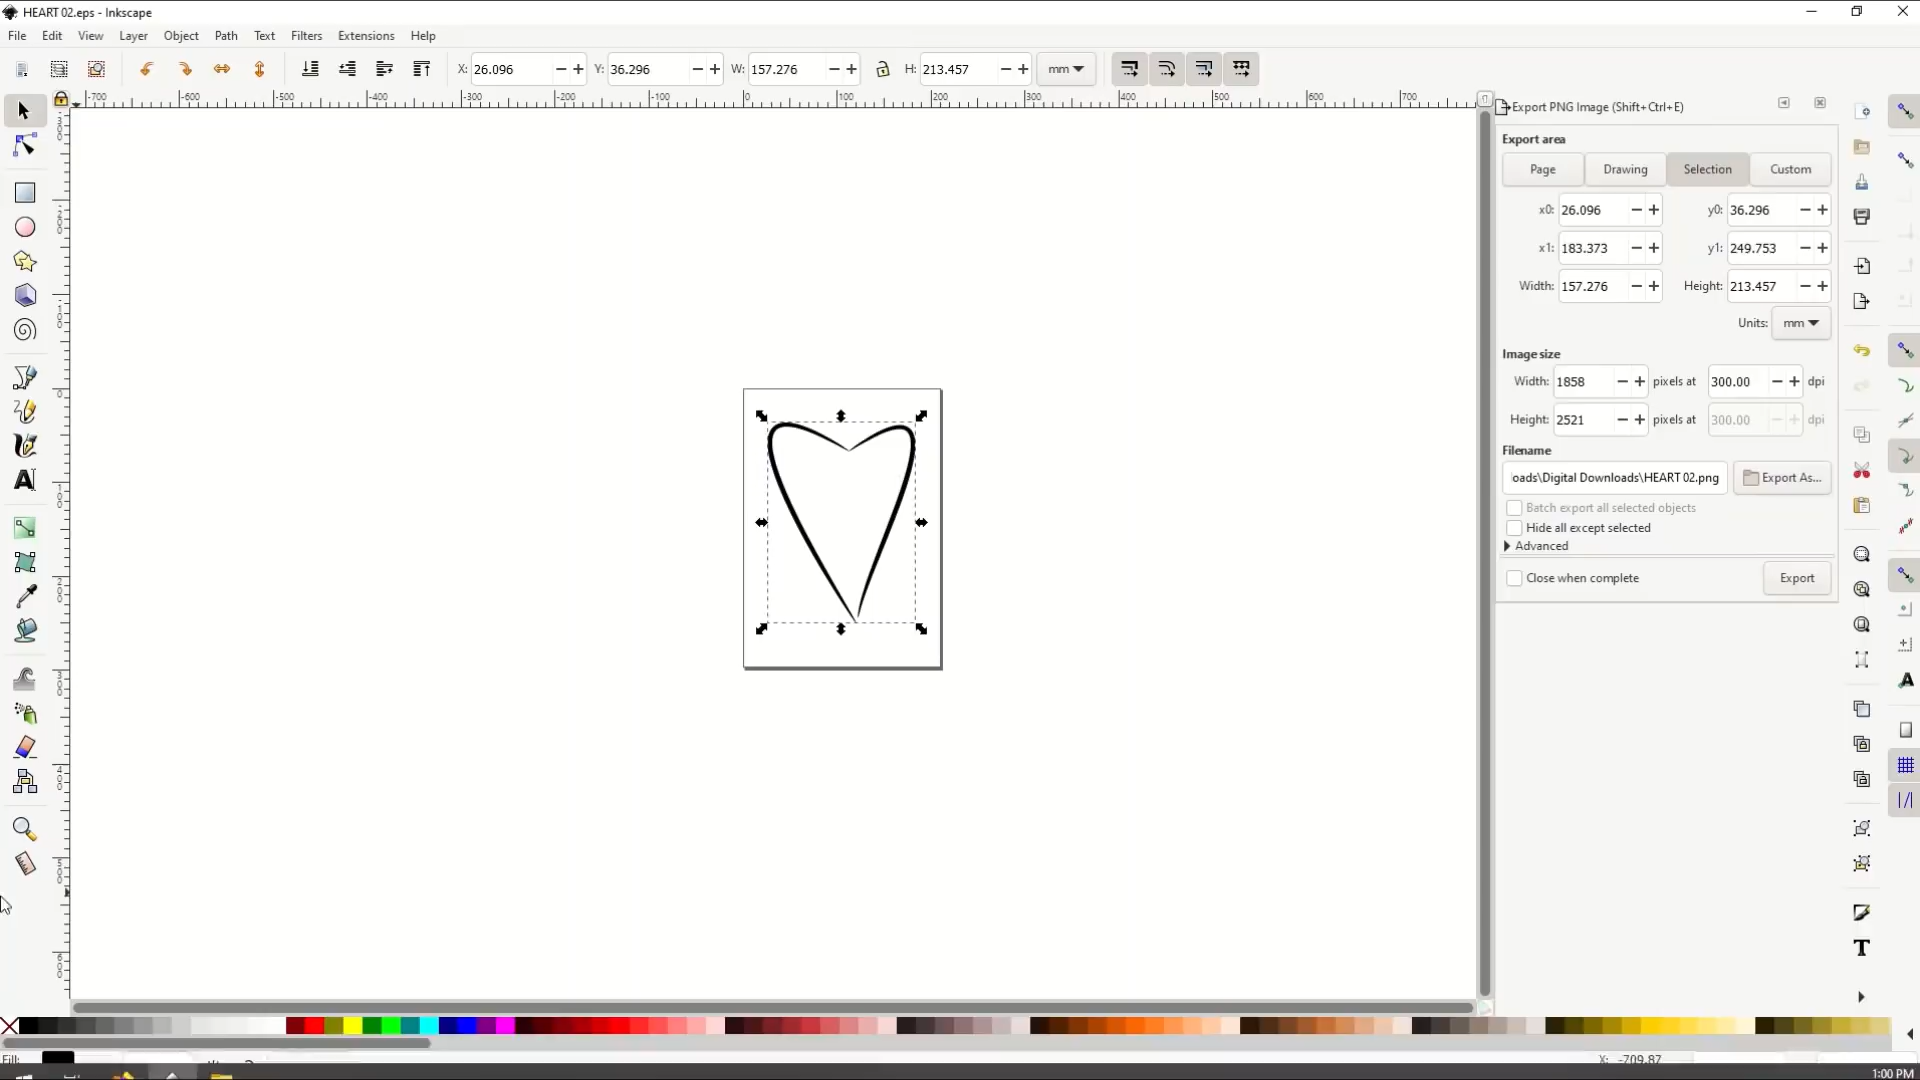 HEART 02.eps - Inkscape
File Edit View Layer Object Path Text Filters Extensions Help
X: 26.096 Y: 36.296 W: 157.276 H: 213.457 mm
-700 -600 -500 -400 -300 -200 -100 0 100 200 300 400 500 600 700 800
Export PNG Image (Shift+Ctrl+E)
Export area
Page Drawing Selection Custom
x0: 26.096 y0: 36.296
x1: 183.373 y1: 249.753
Width: 157.276 Height: 213.457
Units: mm
Image size
Width: 1858 pixels at 300.00 dpi
Height: 2521 pixels at 300.00 dpi
Filename
oads\Digital Downloads\HEART 02.png Export As...
Batch export all selected objects
Hide all except selected
Advanced
Close when complete Export
Fill:
X: -709.87
1:00 PM